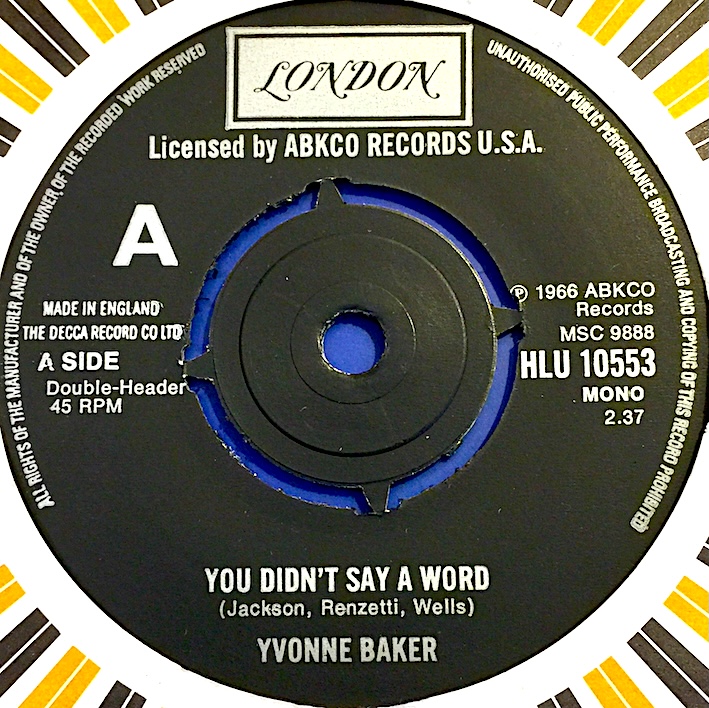 LONDON
Licensed by ABKCO RECORDS U.S.A.
ALL RIGHTS OF THE MANUFACTURER AND OF THE OWNER OF THE RECORDED WORK RESERVED
UNAUTHORISED PUBLIC PERFORMANCE BROADCASTING AND COPYING OF THIS RECORD PROHIBITED
A
MADE IN ENGLAND
THE DECCA RECORD CO LTD
A SIDE
Double-Header
45 RPM
℗ 1966 ABKCO
Records
MSC 9888
HLU 10553
MONO
2.37
YOU DIDN'T SAY A WORD
(Jackson, Renzetti, Wells)
YVONNE BAKER